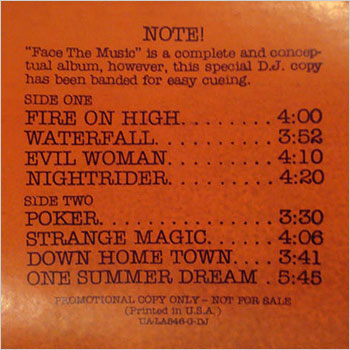 NOTE!
"Face The Music" is a complete and concep-
tual album, however, this special D.J. copy
has been banded for easy cueing.
SIDE ONE
FIRE ON HIGH........4:00
WATERFALL..........3:52
EVIL WOMAN.........4:10
NIGHTRIDER.........4:20
SIDE TWO
POKER..............3:30
STRANGE MAGIC......4:06
DOWN HOME TOWN....3:41
ONE SUMMER DREAM.5:45
PROMOTIONAL COPY ONLY – NOT FOR SALE
(Printed in U.S.A.)
UA-LA546-G-DJ